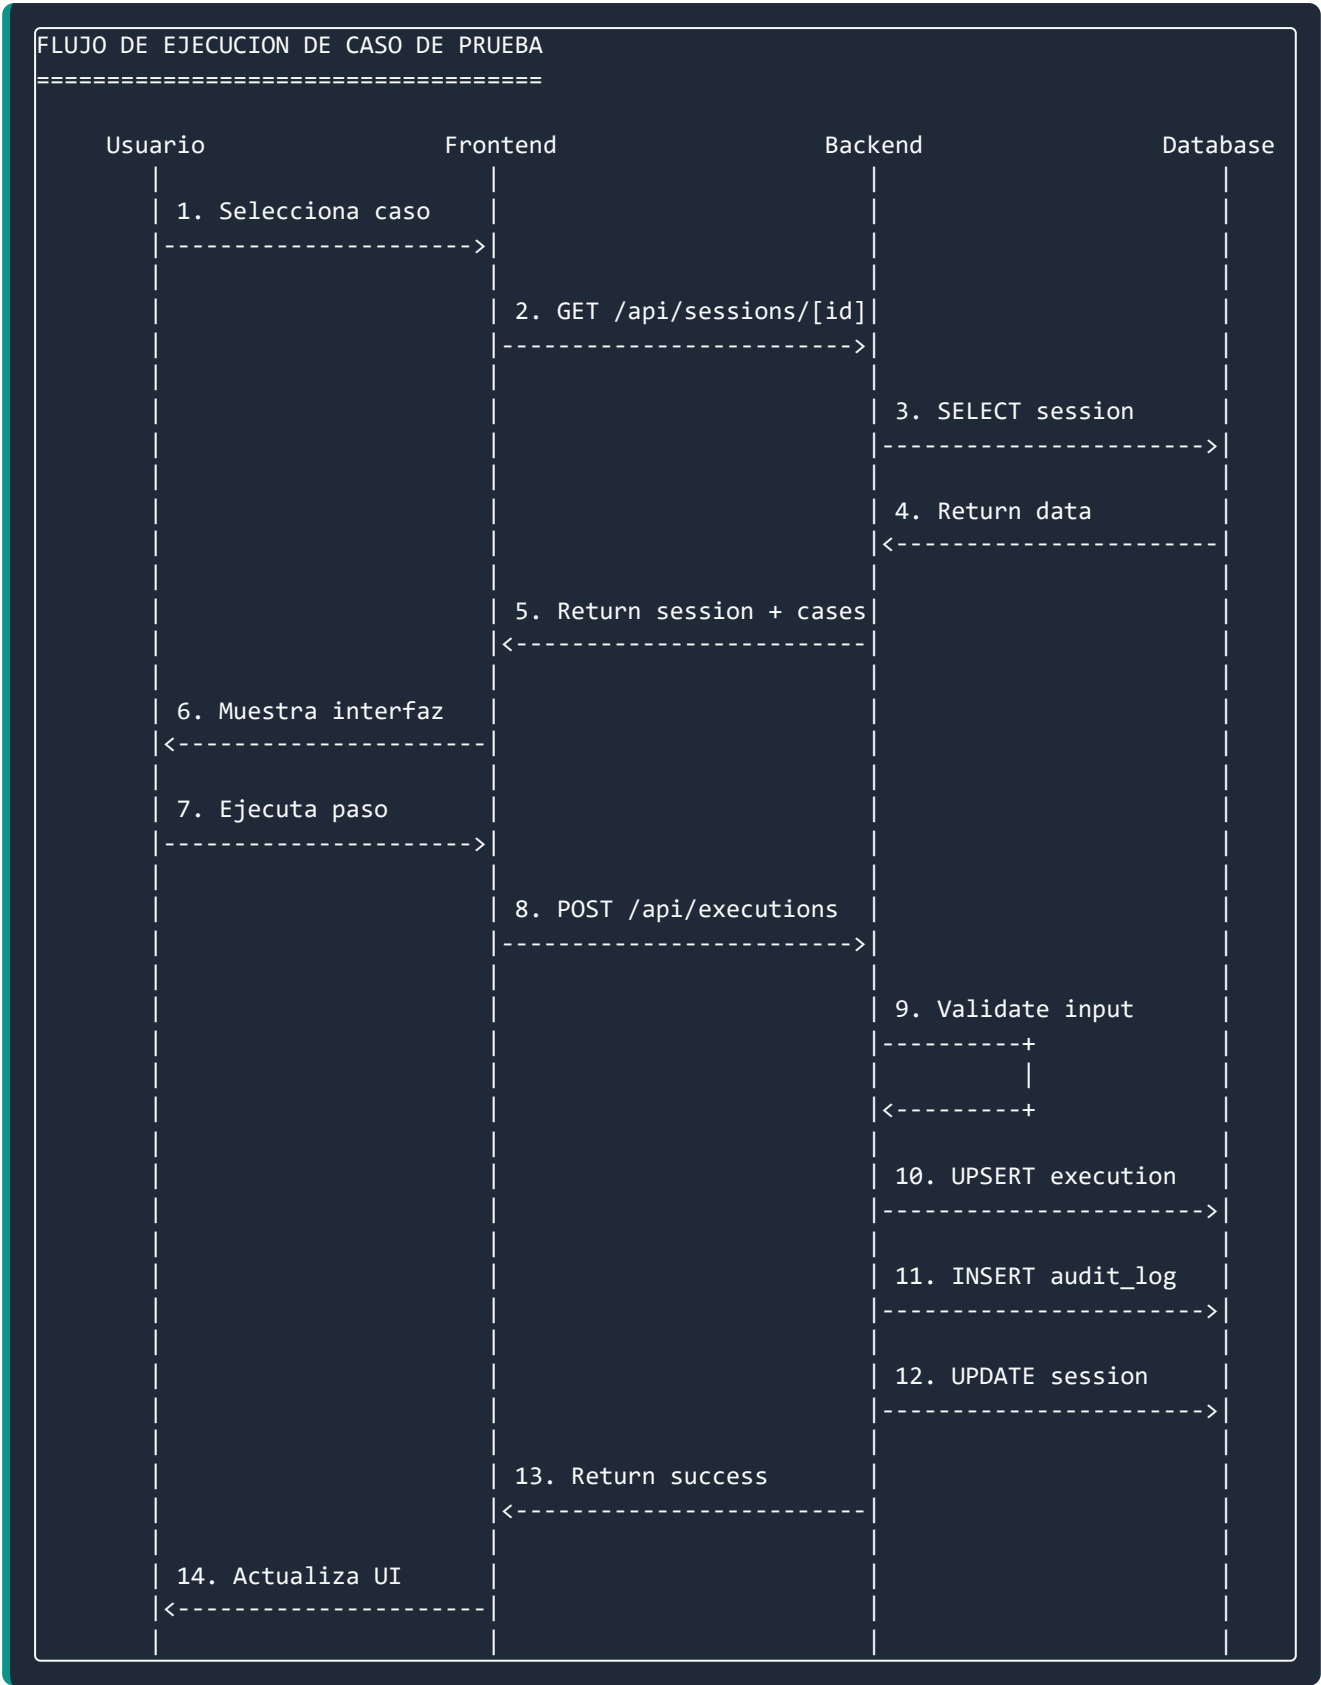 FLUJO DE EJECUCION DE CASO DE PRUEBA
====================================
Usuario Frontend Backend Database
1. Selecciona caso
2. GET /api/sessions/[id]
3. SELECT session
4. Return data
5. Return session + cases
6. Muestra interfaz
7. Ejecuta paso
8. POST /api/executions
9. Validate input
10. UPSERT execution
11. INSERT audit_log
12. UPDATE session
13. Return success
14. Actualiza UI